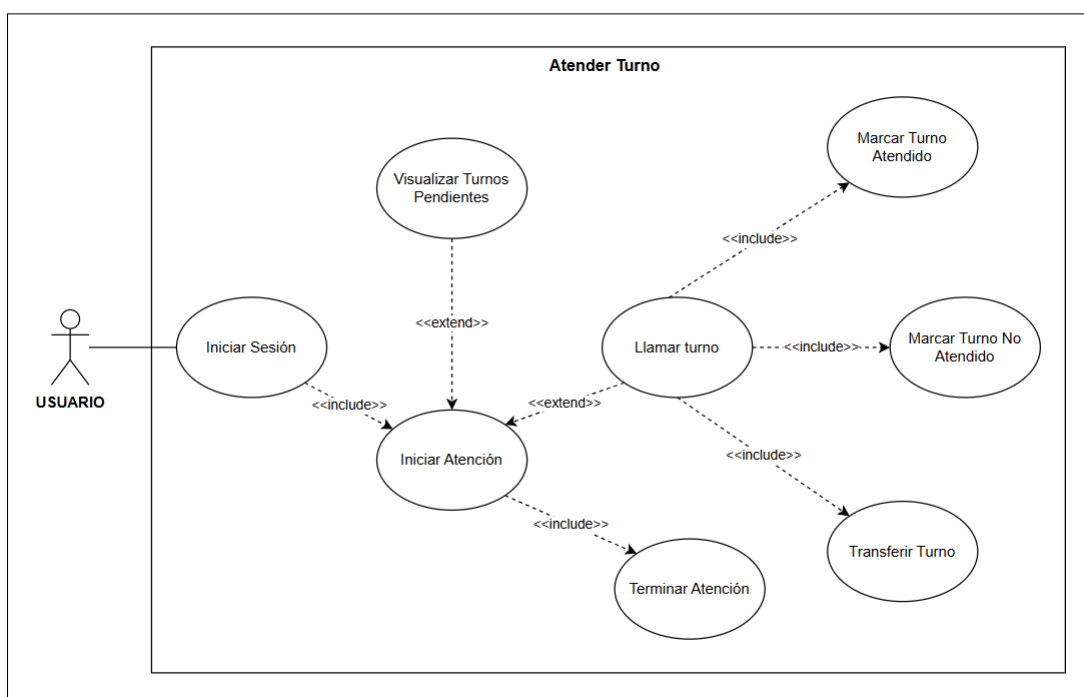 Atender Turno
Marcar Turno
Atendido
Visualizar Turnos
Pendientes
<<include>>
<<extend>>
Iniciar Sesión
Llamar turno
<<include>>
Marcar Turno No
Atendido
USUARIO
<<include>>
<<extend>>
<<include>>
Iniciar Atención
<<include>>
Transferir Turno
Terminar Atención